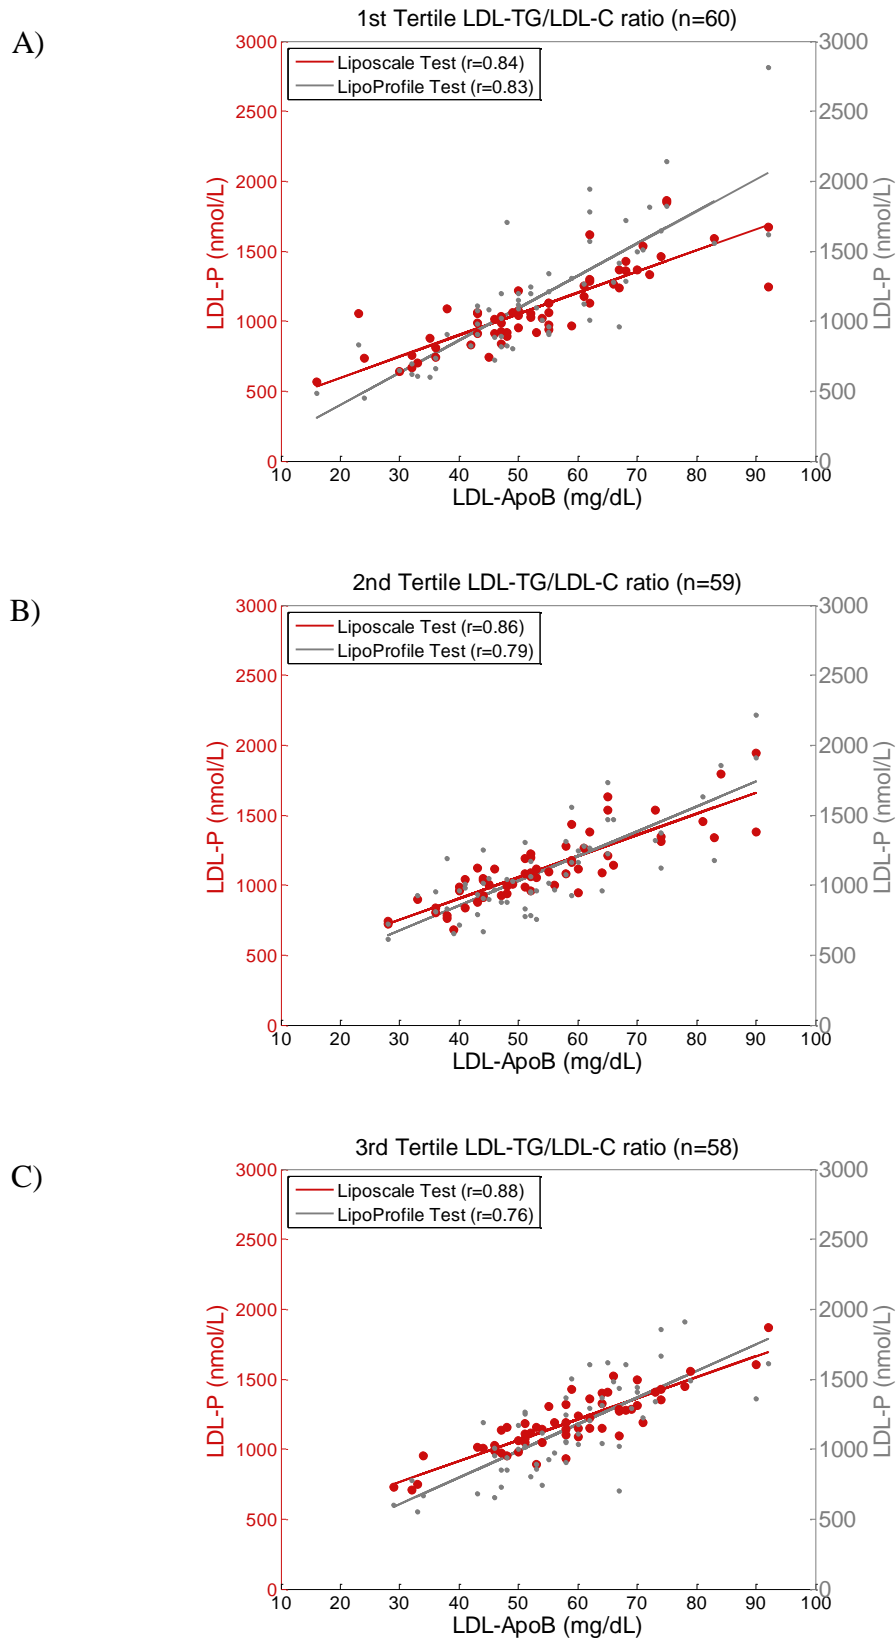 A)
1st Tertile LDL-TG/LDL-C ratio (n=60)
Liposcale Test (r=0.84)
LipoProfile Test (r=0.83)
3000
2500
2000
1500
1000
500
0
LDL-P (nmol/L)
3000
2500
2000
1500
1000
500
0
LDL-P (nmol/L)
10 20 30 40 50 60 70 80 90 100
LDL-ApoB (mg/dL)
B)
2nd Tertile LDL-TG/LDL-C ratio (n=59)
Liposcale Test (r=0.86)
LipoProfile Test (r=0.79)
3000
2500
2000
1500
1000
500
0
LDL-P (nmol/L)
3000
2500
2000
1500
1000
500
0
LDL-P (nmol/L)
10 20 30 40 50 60 70 80 90 100
LDL-ApoB (mg/dL)
C)
3rd Tertile LDL-TG/LDL-C ratio (n=58)
Liposcale Test (r=0.88)
LipoProfile Test (r=0.76)
3000
2500
2000
1500
1000
500
0
LDL-P (nmol/L)
3000
2500
2000
1500
1000
500
0
LDL-P (nmol/L)
10 20 30 40 50 60 70 80 90 100
LDL-ApoB (mg/dL)